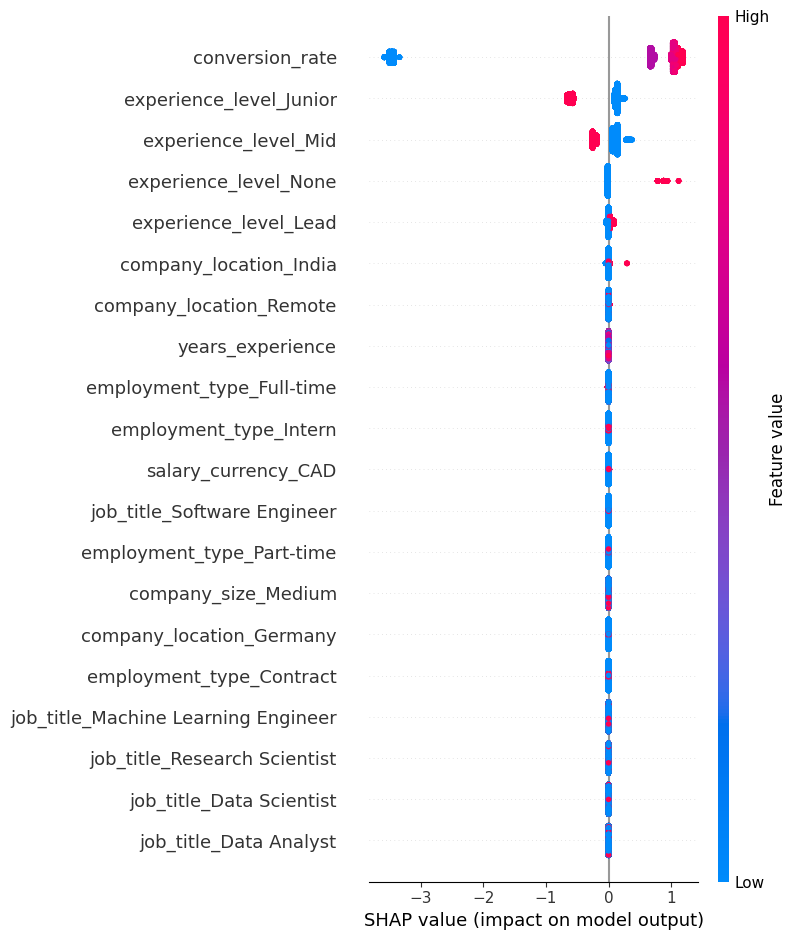 High
conversion_rate
experience_level_Junior
experience_level_Mid
experience_level_None
experience_level_Lead
company_location_India
company_location_Remote
years_experience
employment_type_Full-time
employment_type_Intern
salary_currency_CAD
job_title_Software Engineer
employment_type_Part-time
company_size_Medium
company_location_Germany
employment_type_Contract
job_title_Machine Learning Engineer
job_title_Research Scientist
job_title_Data Scientist
job_title_Data Analyst
Feature value
Low
−3 −2 −1 0 1
SHAP value (impact on model output)